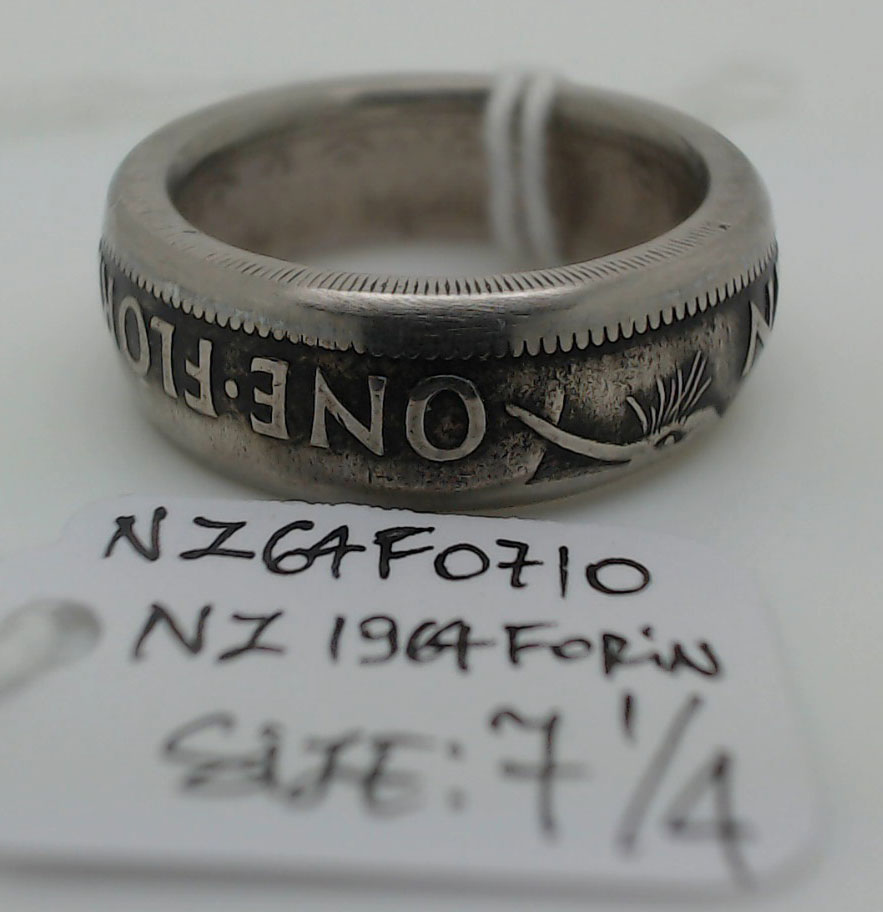 ONE·FLO
NZ64F0710
NZ 1964 FORIN
SIZE: 7 1/4